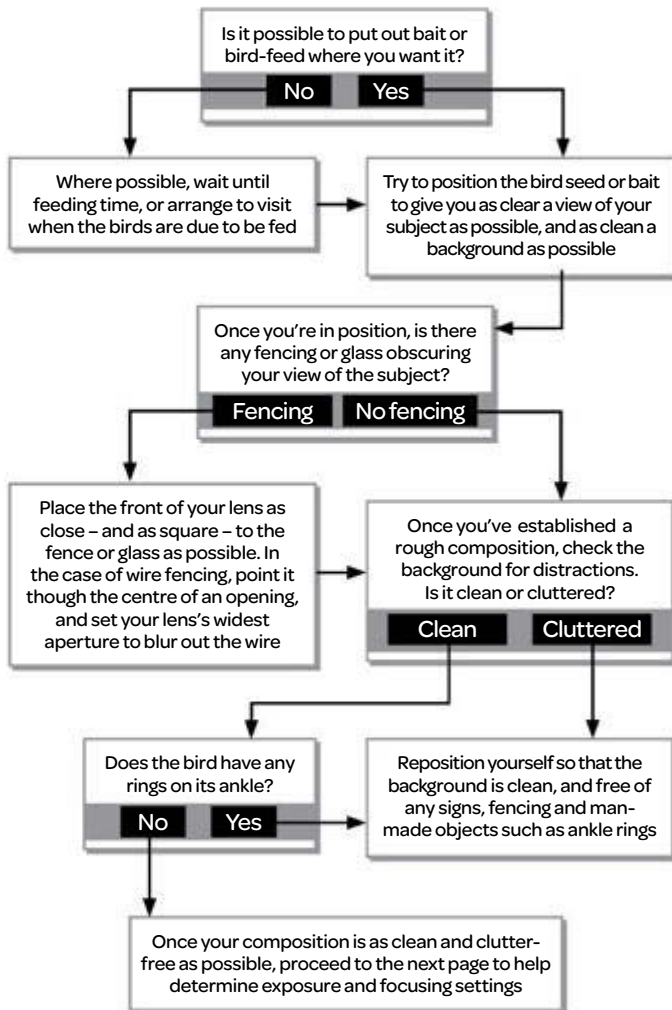 Is it possible to put out bait or
bird-feed where you want it?
No Yes
Where possible, wait until
feeding time, or arrange to visit
when the birds are due to be fed
Try to position the bird seed or bait
to give you as clear a view of your
subject as possible, and as clean a
background as possible
Once you're in position, is there
any fencing or glass obscuring
your view of the subject?
Fencing No fencing
Place the front of your lens as
close – and as square – to the
fence or glass as possible. In
the case of wire fencing, point it
though the centre of an opening,
and set your lens's widest
aperture to blur out the wire
Once you've established a
rough composition, check the
background for distractions.
Is it clean or cluttered?
Clean Cluttered
Does the bird have any
rings on its ankle?
No Yes
Reposition yourself so that the
background is clean, and free of
any signs, fencing and man-
made objects such as ankle rings
Once your composition is as clean and clutter-
free as possible, proceed to the next page to help
determine exposure and focusing settings